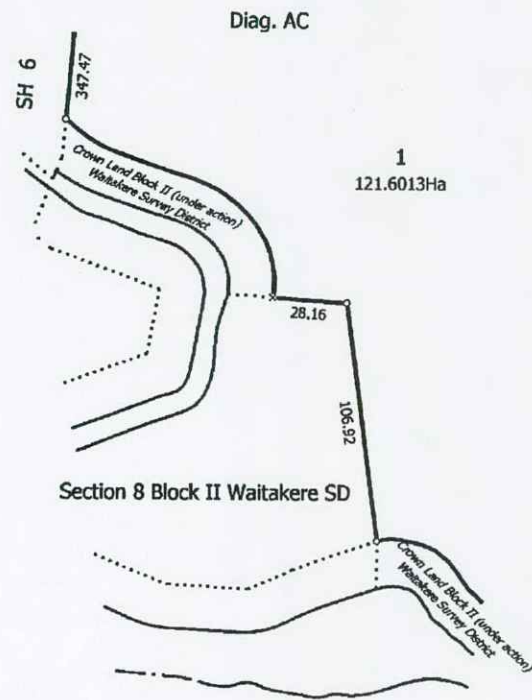 Diag. AC
SH 6
347.47
Crown Land Block II (under action)
Waitakere Survey District
1
121.6013Ha
28.16
106.92
Section 8 Block II Waitakere SD
Crown Land Block II (under action)
Waitakere Survey District